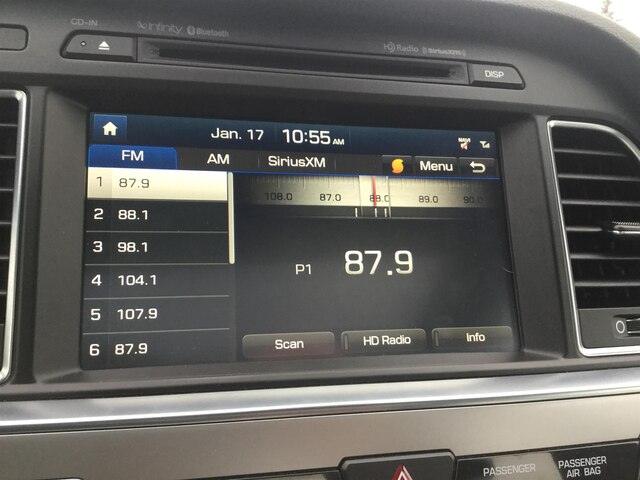 CD-IN infinity Bluetooth HD Radio SiriusXM
DISP
Jan. 17 10:55 AM NAVI
FM AM SiriusXM Menu
1 87.9
2 88.1
3 98.1
4 104.1
5 107.9
6 87.9
108.0 87.0 88.0 89.0 90.0
P1 87.9
Scan HD Radio Info
PASSENGER
PASSENGER
AIR BAG